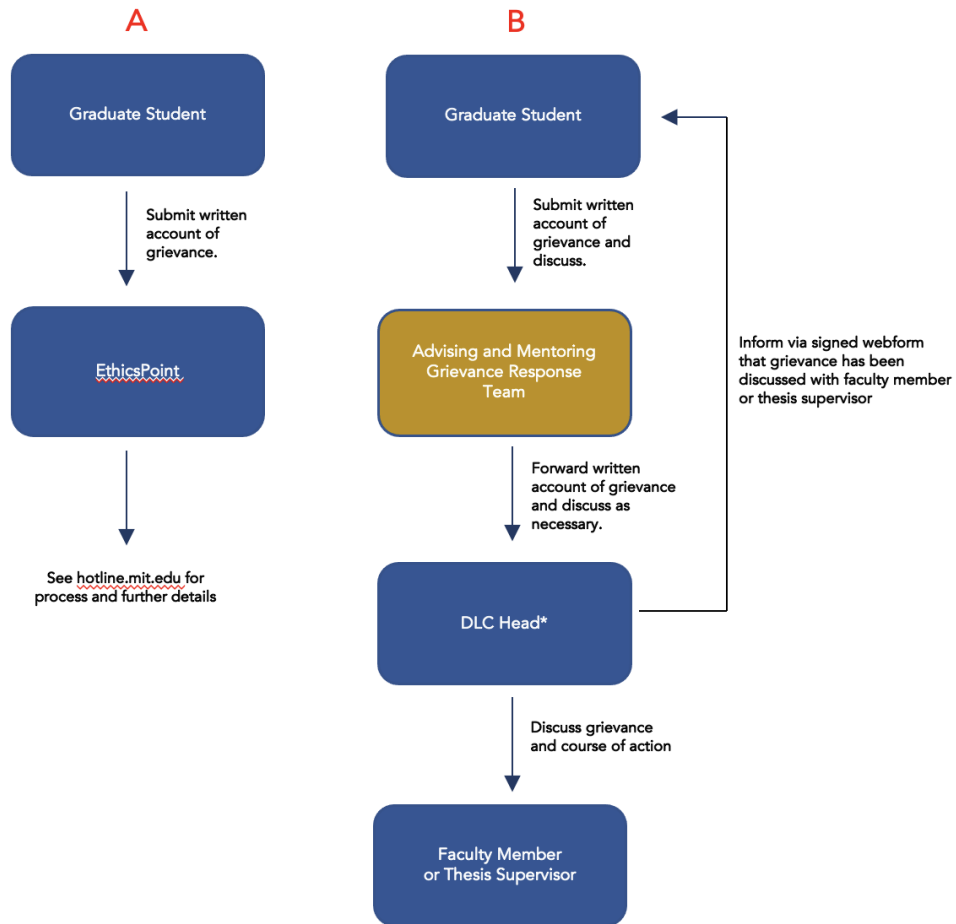 A
Graduate Student
Submit written
account of
grievance.
EthicsPoint
See hotline.mit.edu for
process and further details
B
Graduate Student
Submit written
account of
grievance and
discuss.
Advising and Mentoring
Grievance Response
Team
Forward written
account of grievance
and discuss as
necessary.
DLC Head*
Discuss grievance
and course of action
Faculty Member
or Thesis Supervisor
Inform via signed webform
that grievance has been
discussed with faculty member
or thesis supervisor